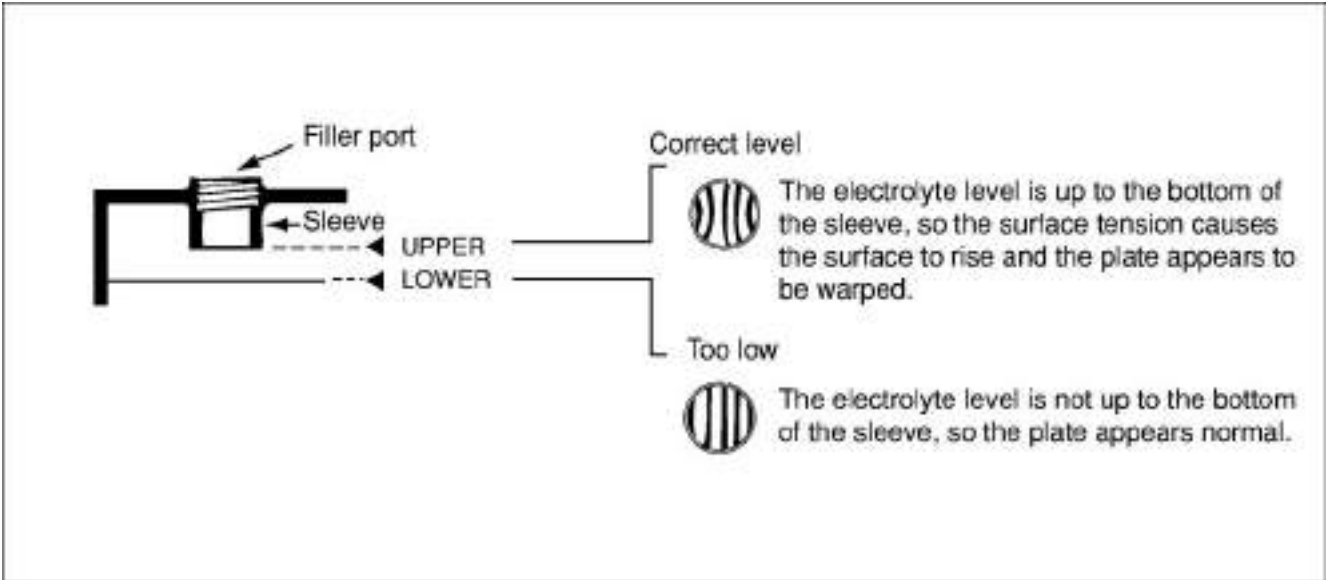 Filler port
Sleeve
UPPER
LOWER
Correct level
The electrolyte level is up to the bottom of
the sleeve, so the surface tension causes
the surface to rise and the plate appears to
be warped.
Too low
The electrolyte level is not up to the bottom
of the sleeve, so the plate appears normal.